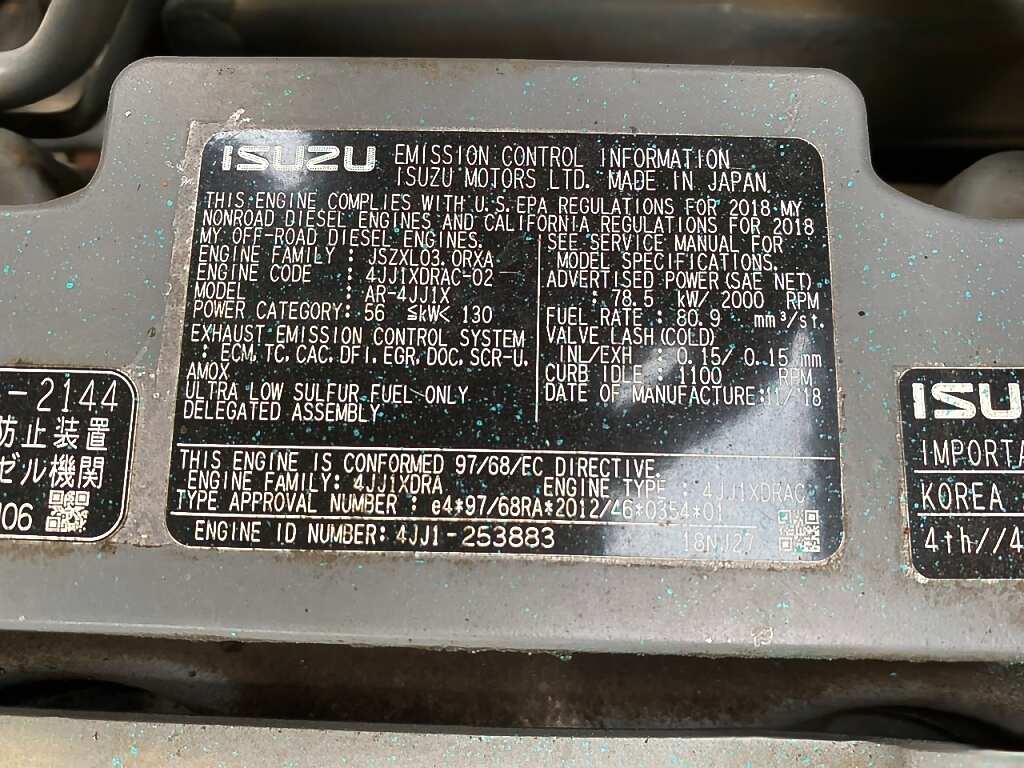 ISUZU EMISSION CONTROL INFORMATION
ISUZU MOTORS LTD. MADE IN JAPAN
THIS ENGINE COMPLIES WITH U.S.EPA REGULATIONS FOR 2018 MY
NONROAD DIESEL ENGINES AND CALIFORNIA REGULATIONS FOR 2018
MY OFF-ROAD DIESEL ENGINES.
ENGINE FAMILY : JSZXL03.0RXA
ENGINE CODE : 4JJ1XDRAC-02
MODEL : AR-4JJ1X
POWER CATEGORY: 56 ≦kW< 130
EXHAUST EMISSION CONTROL SYSTEM
: ECM, TC, CAC, DFI, EGR, DOC, SCR-U,
AMOX
ULTRA LOW SULFUR FUEL ONLY
DELEGATED ASSEMBLY
SEE SERVICE MANUAL FOR
MODEL SPECIFICATIONS.
ADVERTISED POWER(SAE NET)
: 78.5 kW/ 2000 RPM
FUEL RATE : 80.9 mm³/st.
VALVE LASH(COLD)
INL/EXH : 0.15/ 0.15 mm
CURB IDLE : 1100 RPM
DATE OF MANUFACTURE:11/'18
THIS ENGINE IS CONFORMED 97/68/EC DIRECTIVE.
ENGINE FAMILY: 4JJ1XDRA ENGINE TYPE : 4JJ1XDRAC
TYPE APPROVAL NUMBER : e4*97/68RA*2012/46*0354*01
ENGINE ID NUMBER: 4JJ1-253883 18NJ27
-2144
防止装置
ゼル機関
06
ISU
IMPORTA
KOREA
4th//4